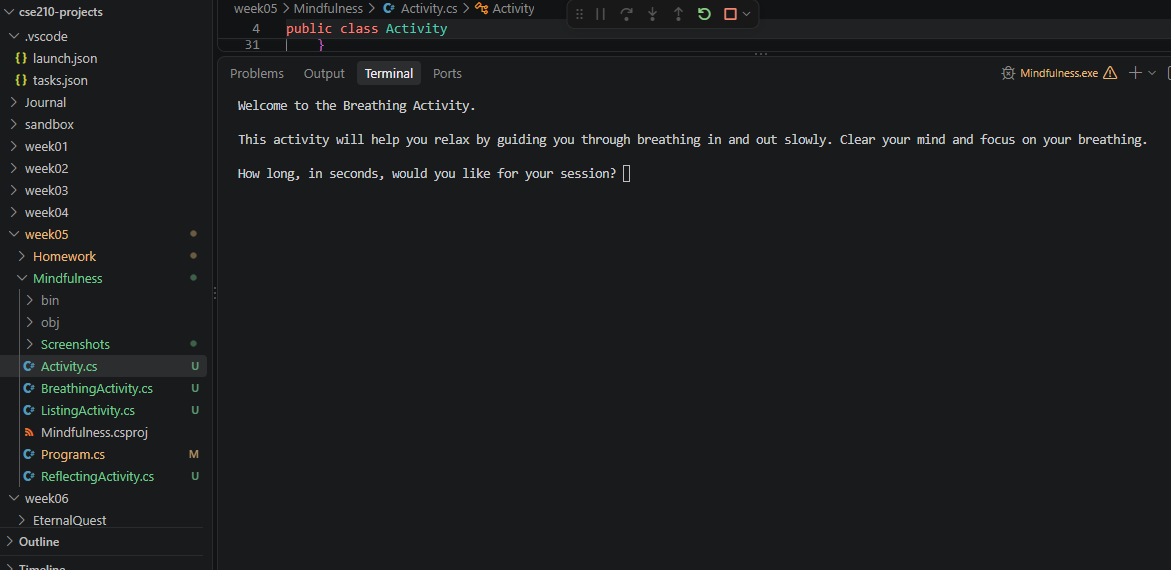 cse210-projects
.vscode
{} launch.json
{} tasks.json
Journal
sandbox
week01
week02
week03
week04
week05
Homework
Mindfulness
bin
obj
Screenshots
C# Activity.cs U
C# BreathingActivity.cs U
C# ListingActivity.cs U
Mindfulness.csproj
C# Program.cs M
C# ReflectingActivity.cs U
week06
EternalQuest
Outline
Timeline
week05 > Mindfulness > C# Activity.cs > Activity
4 public class Activity
31 }
Problems Output Terminal Ports
Mindfulness.exe
Welcome to the Breathing Activity.
This activity will help you relax by guiding you through breathing in and out slowly. Clear your mind and focus on your breathing.
How long, in seconds, would you like for your session?